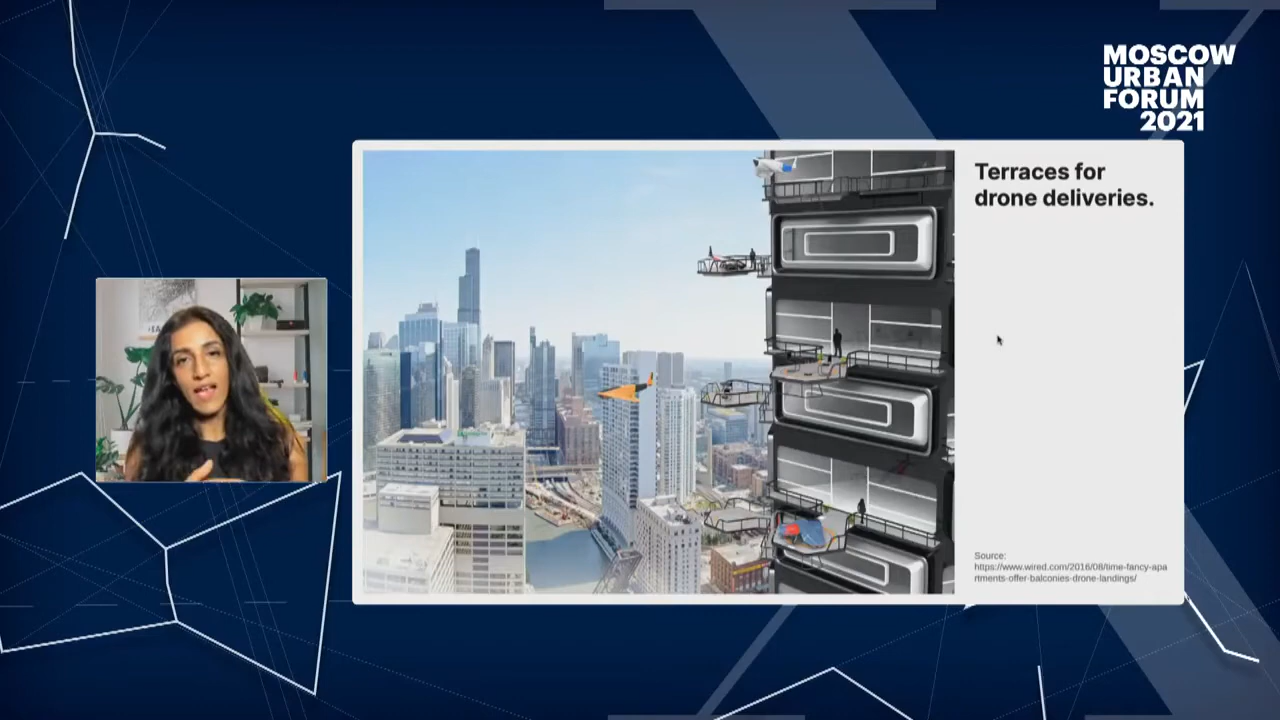 MOSCOW
URBAN
FORUM
2021
Terraces for
drone deliveries.
Source:
https://www.wired.com/2016/08/time-fancy-apa
rtments-offer-balconies-drone-landings/